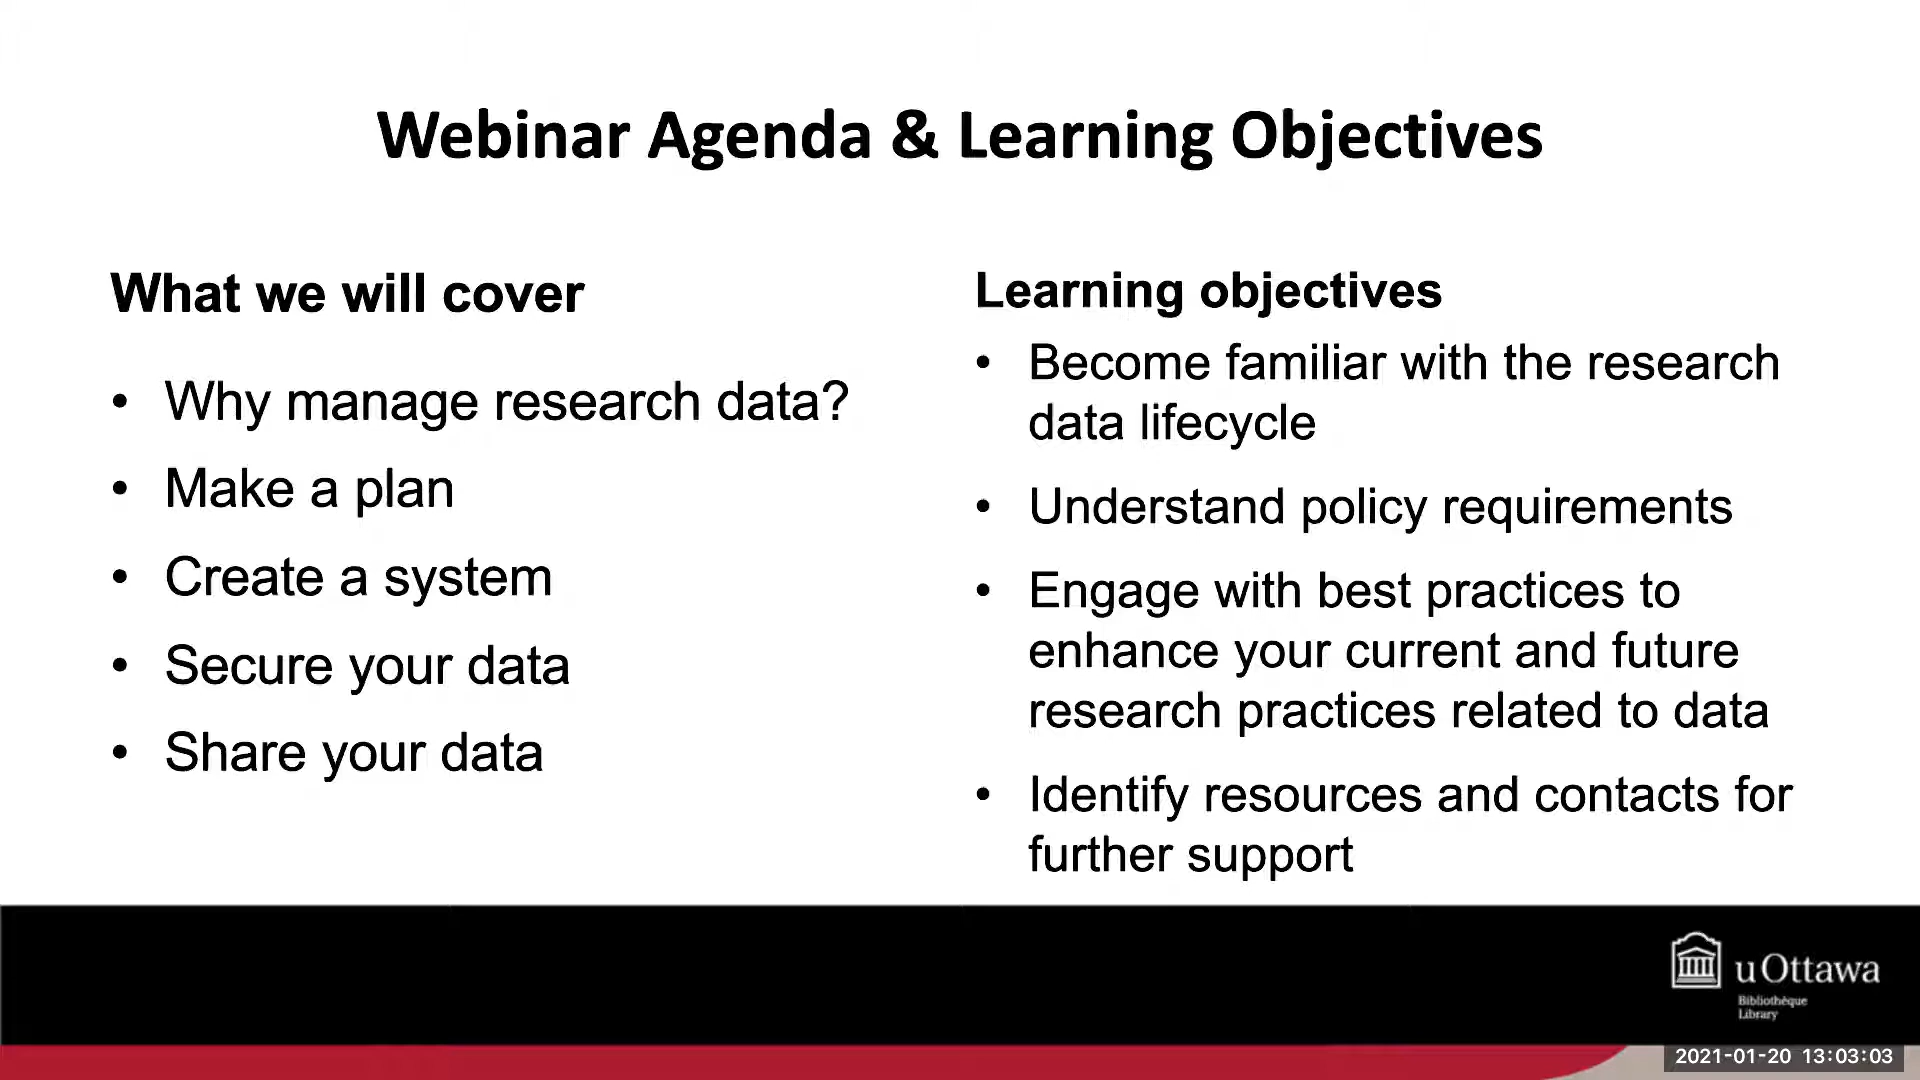 Webinar Agenda & Learning Objectives
What we will cover
• Why manage research data?
• Make a plan
• Create a system
• Secure your data
• Share your data
Learning objectives
• Become familiar with the research
data lifecycle
• Understand policy requirements
• Engage with best practices to
enhance your current and future
research practices related to data
• Identify resources and contacts for
further support
uOttawa
Bibliothèque
Library
2021-01-20 13:03:03